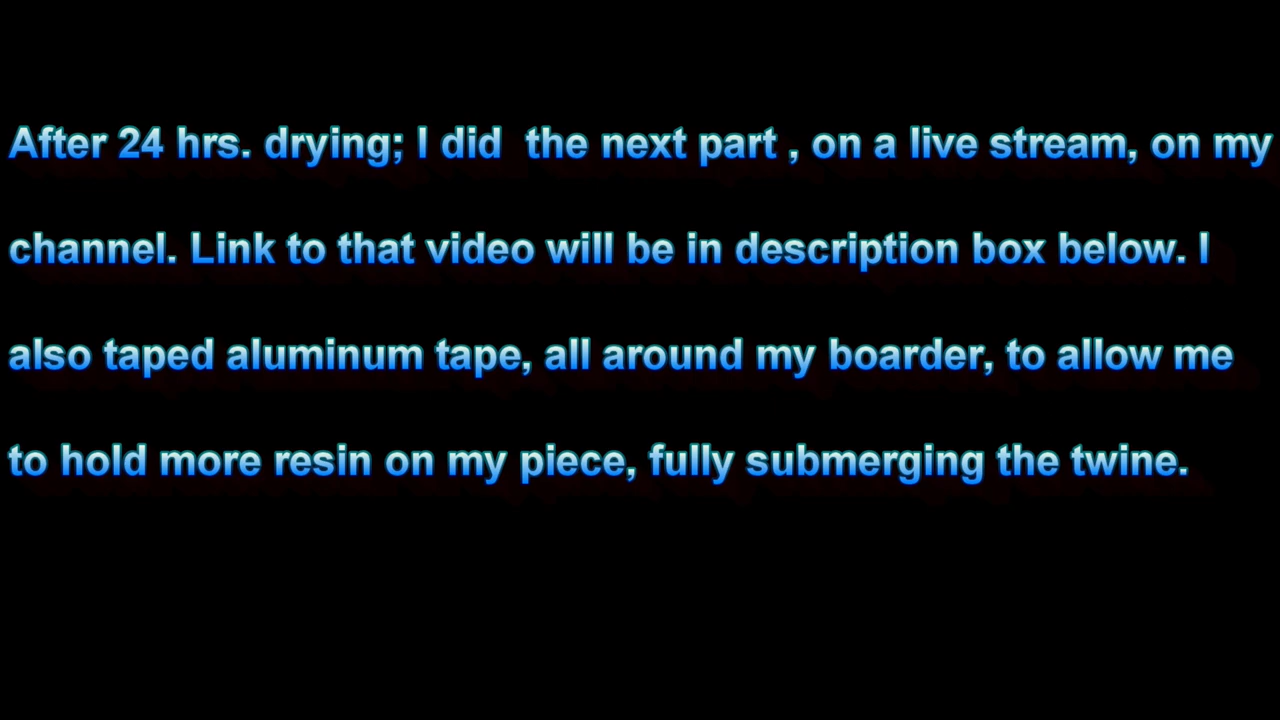 After 24 hrs. drying; I did  the next part , on a live stream, on my
channel. Link to that video will be in description box below. I
also taped aluminum tape, all around my boarder, to allow me
to hold more resin on my piece, fully submerging the twine.